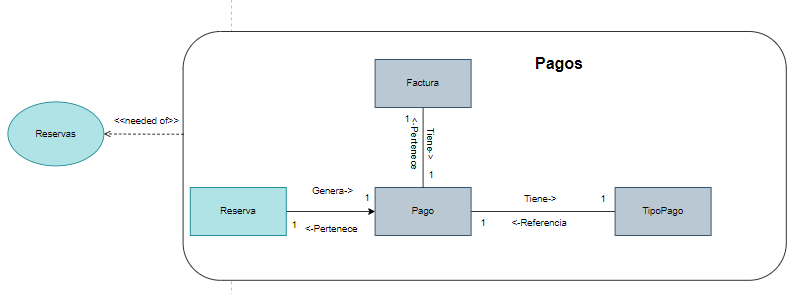 Pagos
Factura
1
<-Pertenece
Tiene->
1
<<needed of>>
Reservas
Genera->
1
Reserva
1
<-Pertenece
Pago
Tiene->
1
1
<-Referencia
TipoPago